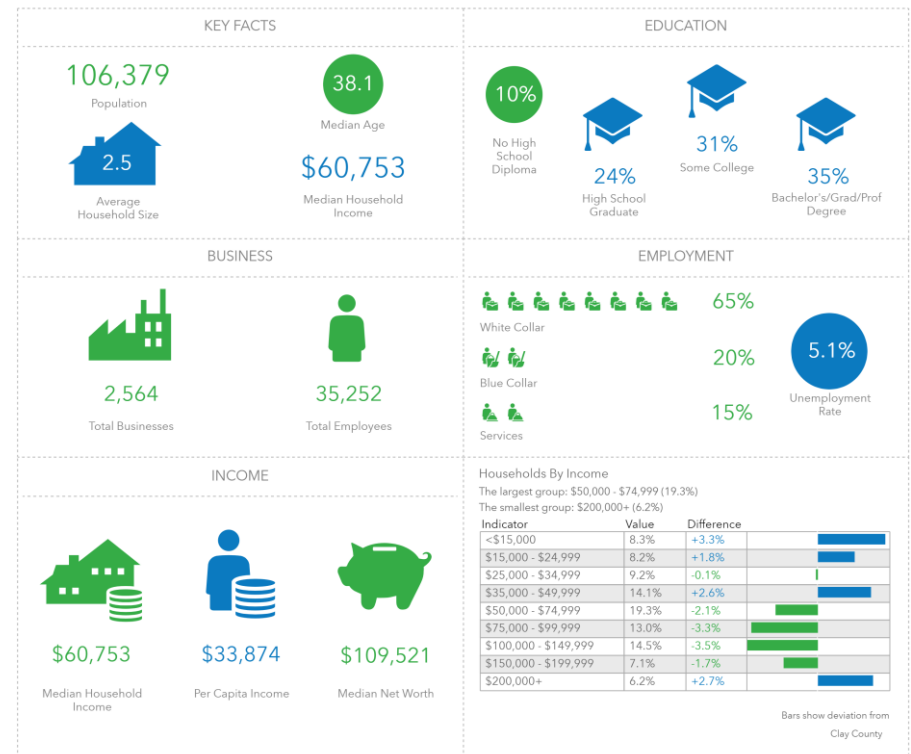 KEY FACTS
106,379
Population
38.1
Median Age
2.5
Average
Household Size
$60,753
Median Household
Income
EDUCATION
10%
No High
School
Diploma
24%
High School
Graduate
31%
Some College
35%
Bachelor's/Grad/Prof
Degree
BUSINESS
2,564
Total Businesses
35,252
Total Employees
EMPLOYMENT
65%
White Collar
20%
Blue Collar
15%
Services
5.1%
Unemployment
Rate
INCOME
$60,753
Median Household
Income
$33,874
Per Capita Income
$109,521
Median Net Worth
Households By Income
The largest group: $50,000 - $74,999 (19.3%)
The smallest group: $200,000+ (6.2%)
Indicator Value Difference
<$15,000 8.3% +3.3%
$15,000 - $24,999 8.2% +1.8%
$25,000 - $34,999 9.2% -0.1%
$35,000 - $49,999 14.1% +2.6%
$50,000 - $74,999 19.3% -2.1%
$75,000 - $99,999 13.0% -3.3%
$100,000 - $149,999 14.5% -3.5%
$150,000 - $199,999 7.1% -1.7%
$200,000+ 6.2% +2.7%
Bars show deviation from
Clay County